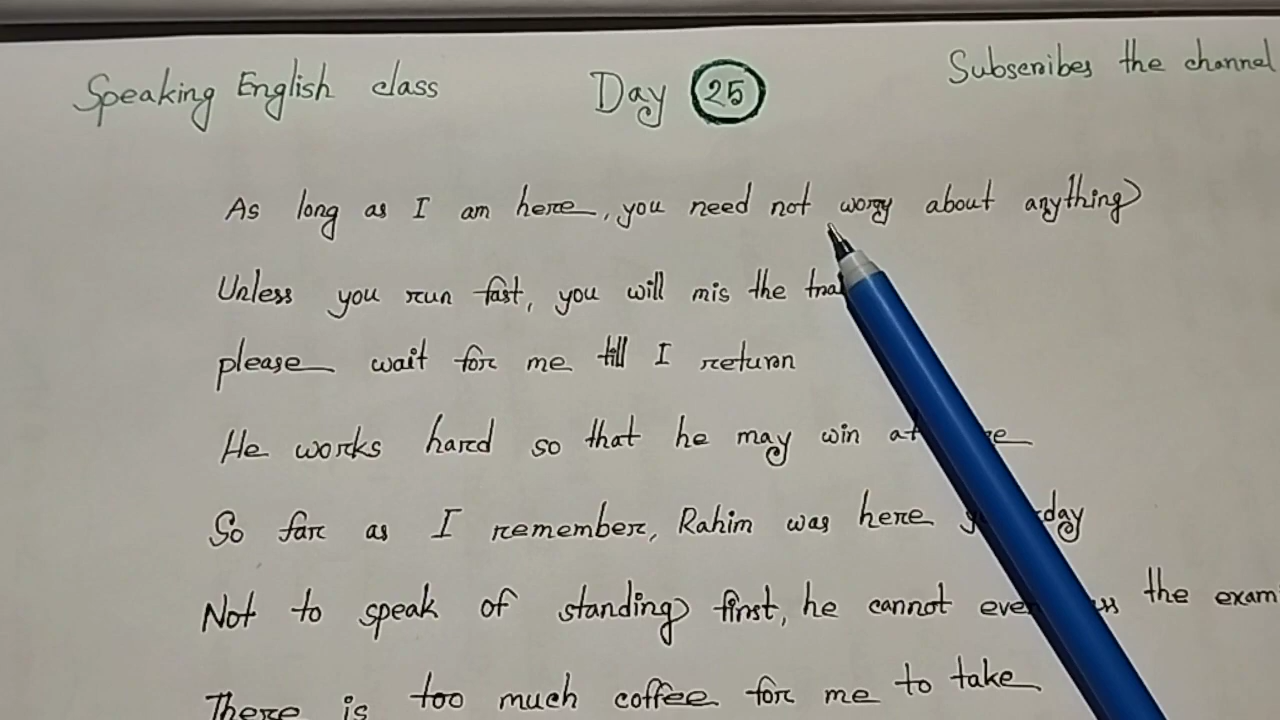 Speaking English class Day 25 Subscribes the channel
As long as I am here, you need not worry about anything
Unless you run fast, you will mis the
please wait for me till I return
He works hard so that he may win at
So far as I remember, Rahim was here
Not to speak of standing first, he cannot even the exam
There is too much coffee for me to take